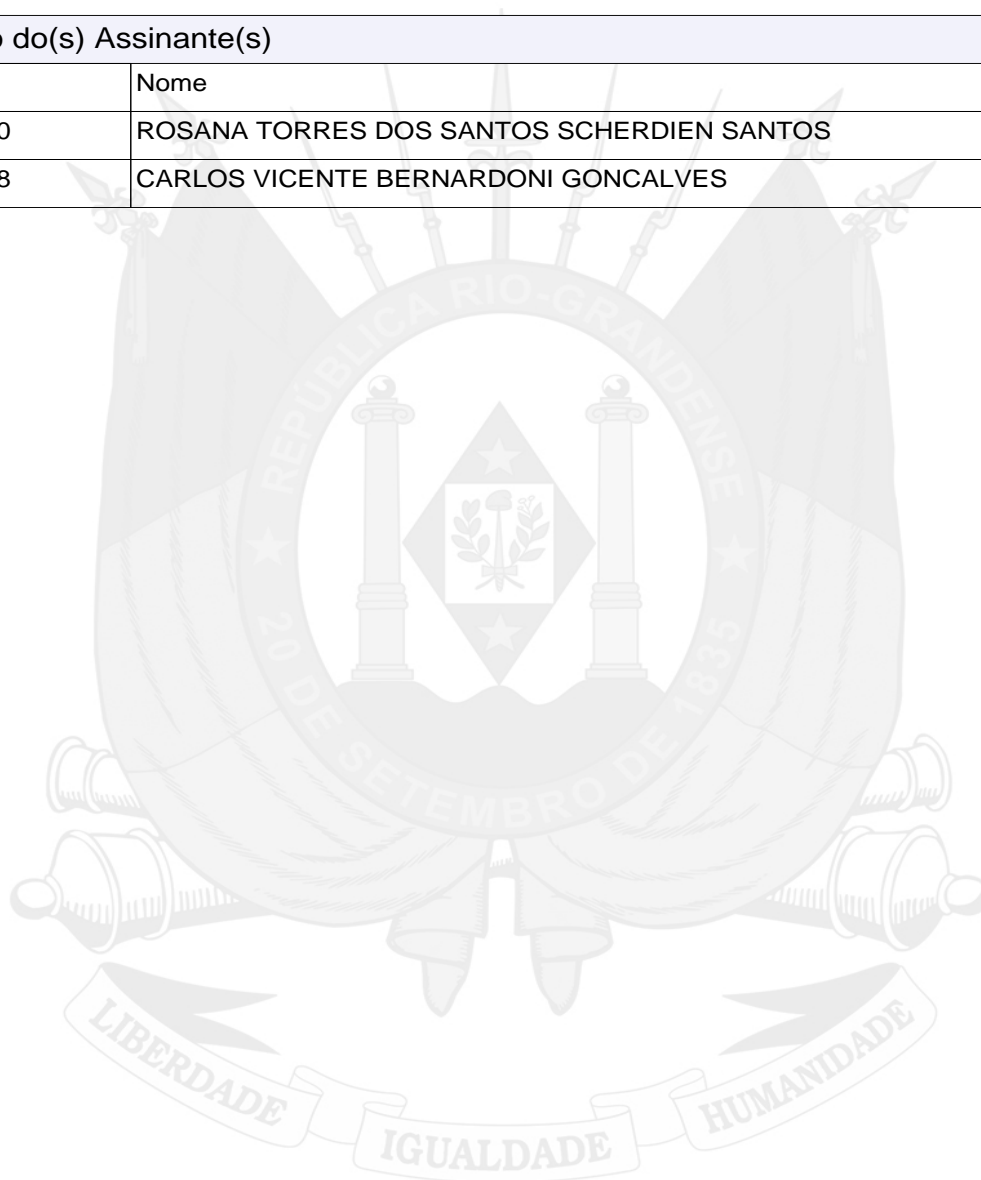 do(s) Assinante(s)
Nome
0 ROSANA TORRES DOS SANTOS SCHERDIEN SANTOS
8 CARLOS VICENTE BERNARDONI GONCALVES
REPÚBLICA RIO-GRANDENSE
20 DE SETEMBRO DE 1835
LIBERDADE IGUALDADE HUMANIDADE